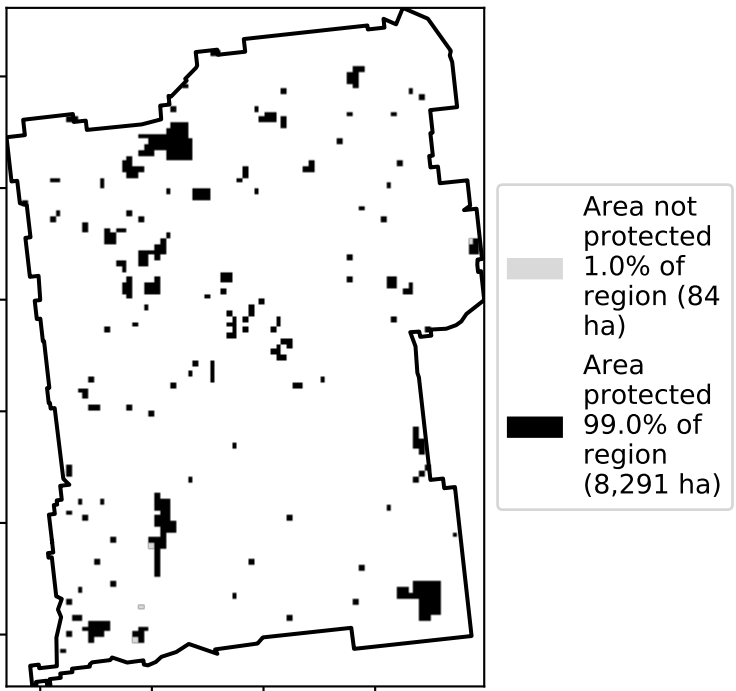 Area not
protected
1.0% of
region (84
ha)
Area
protected
99.0% of
region
(8,291 ha)